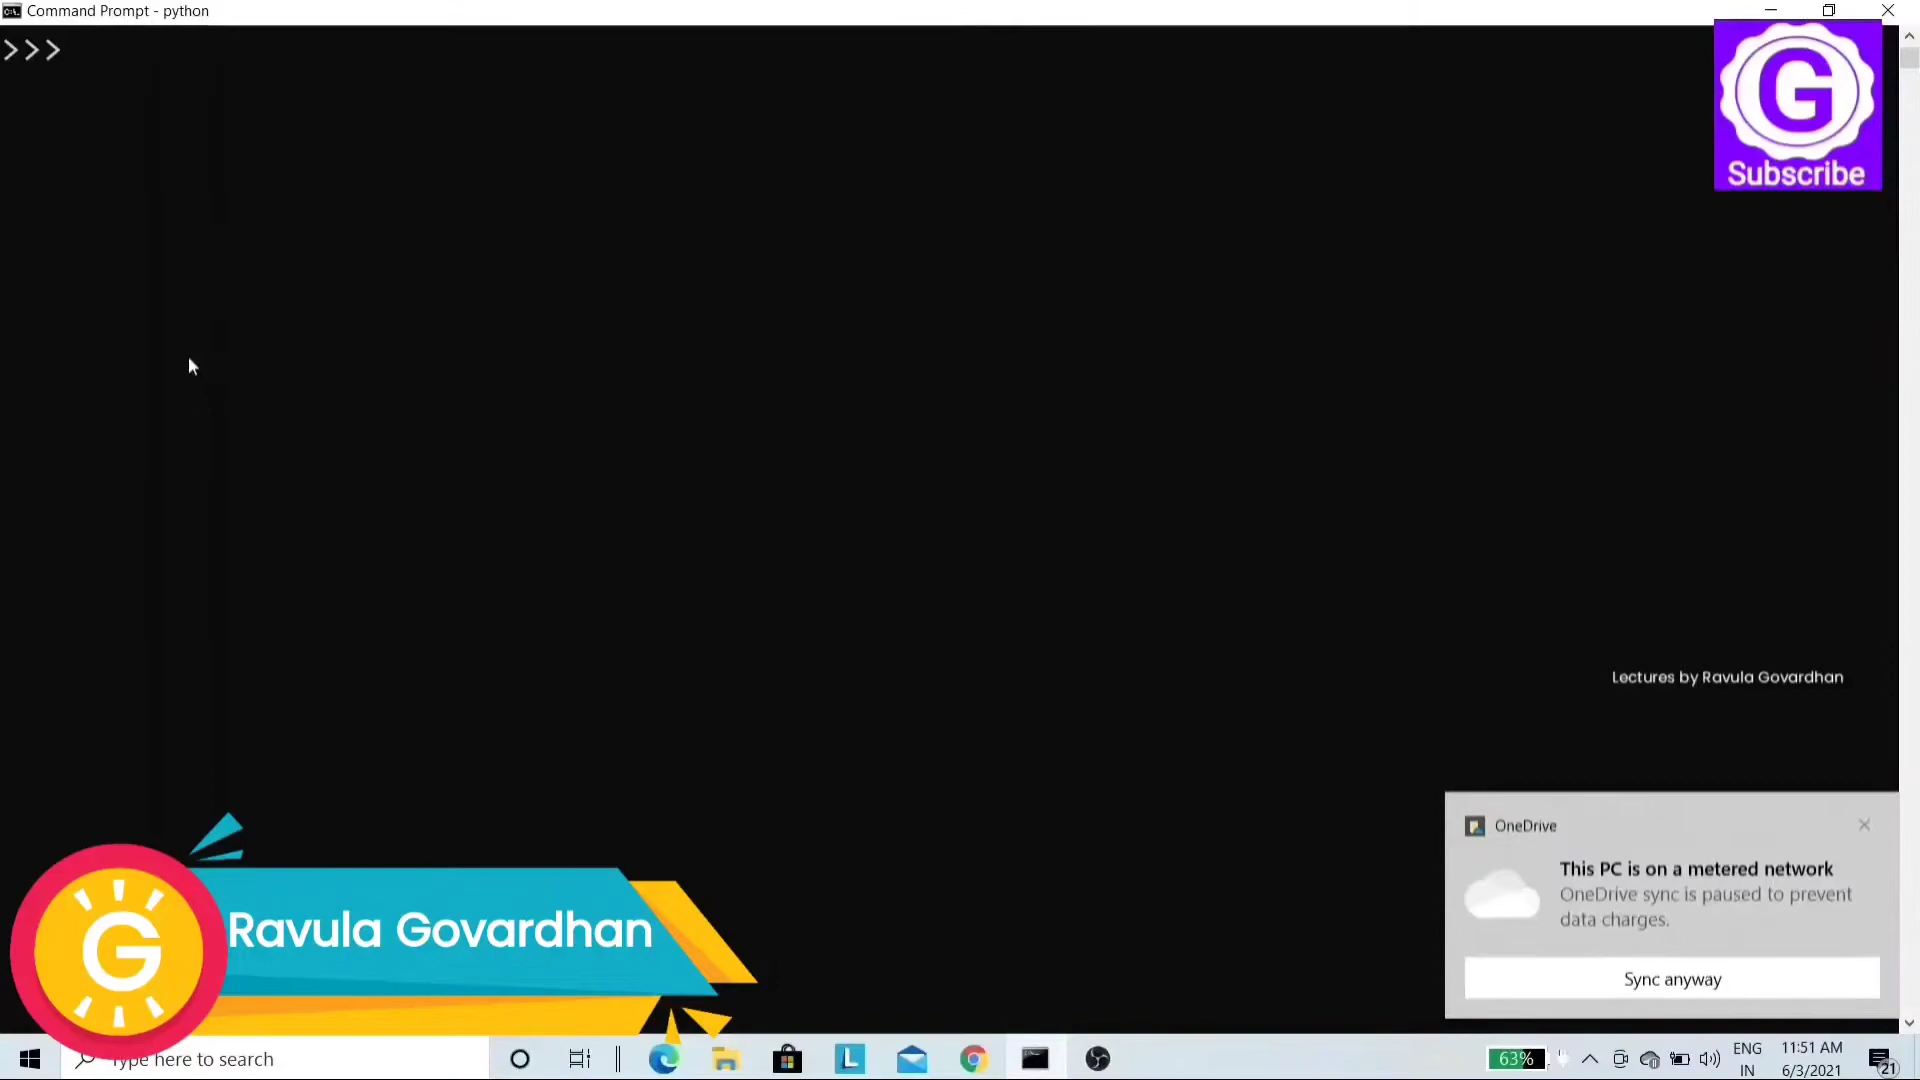 Command Prompt - python
>>>
G
Subscribe
Lectures by Ravula Govardhan
OneDrive
This PC is on a metered network
OneDrive sync is paused to prevent
data charges.
Sync anyway
G
Ravula Govardhan
Type here to search
L
63%
ENG
IN
11:51 AM
6/3/2021
21